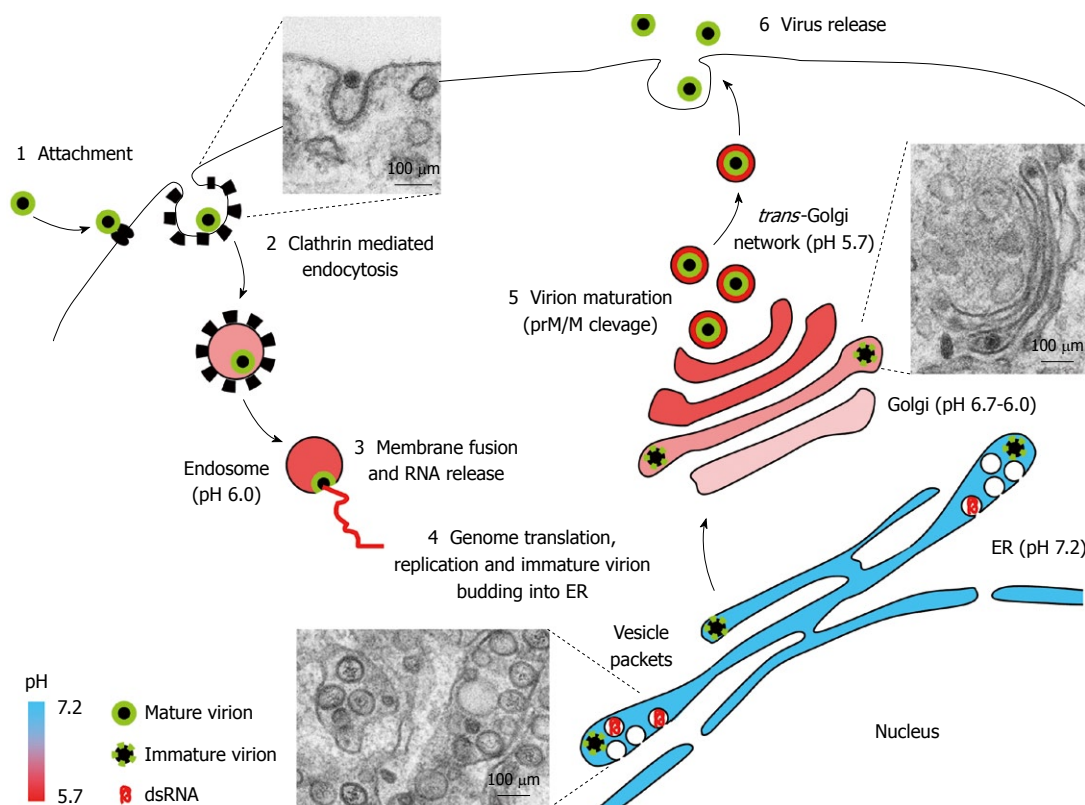 6 Virus release
100 μm
1 Attachment
2 Clathrin mediated
endocytosis
trans-Golgi
network (pH 5.7)
5 Virion maturation
(prM/M clevage)
100 μm
Golgi (pH 6.7-6.0)
3 Membrane fusion
and RNA release
Endosome
(pH 6.0)
4 Genome translation,
replication and immature virion
budding into ER
ER (pH 7.2)
Vesicle
packets
100 μm
Nucleus
pH
7.2
5.7
Mature virion
Immature virion
dsRNA